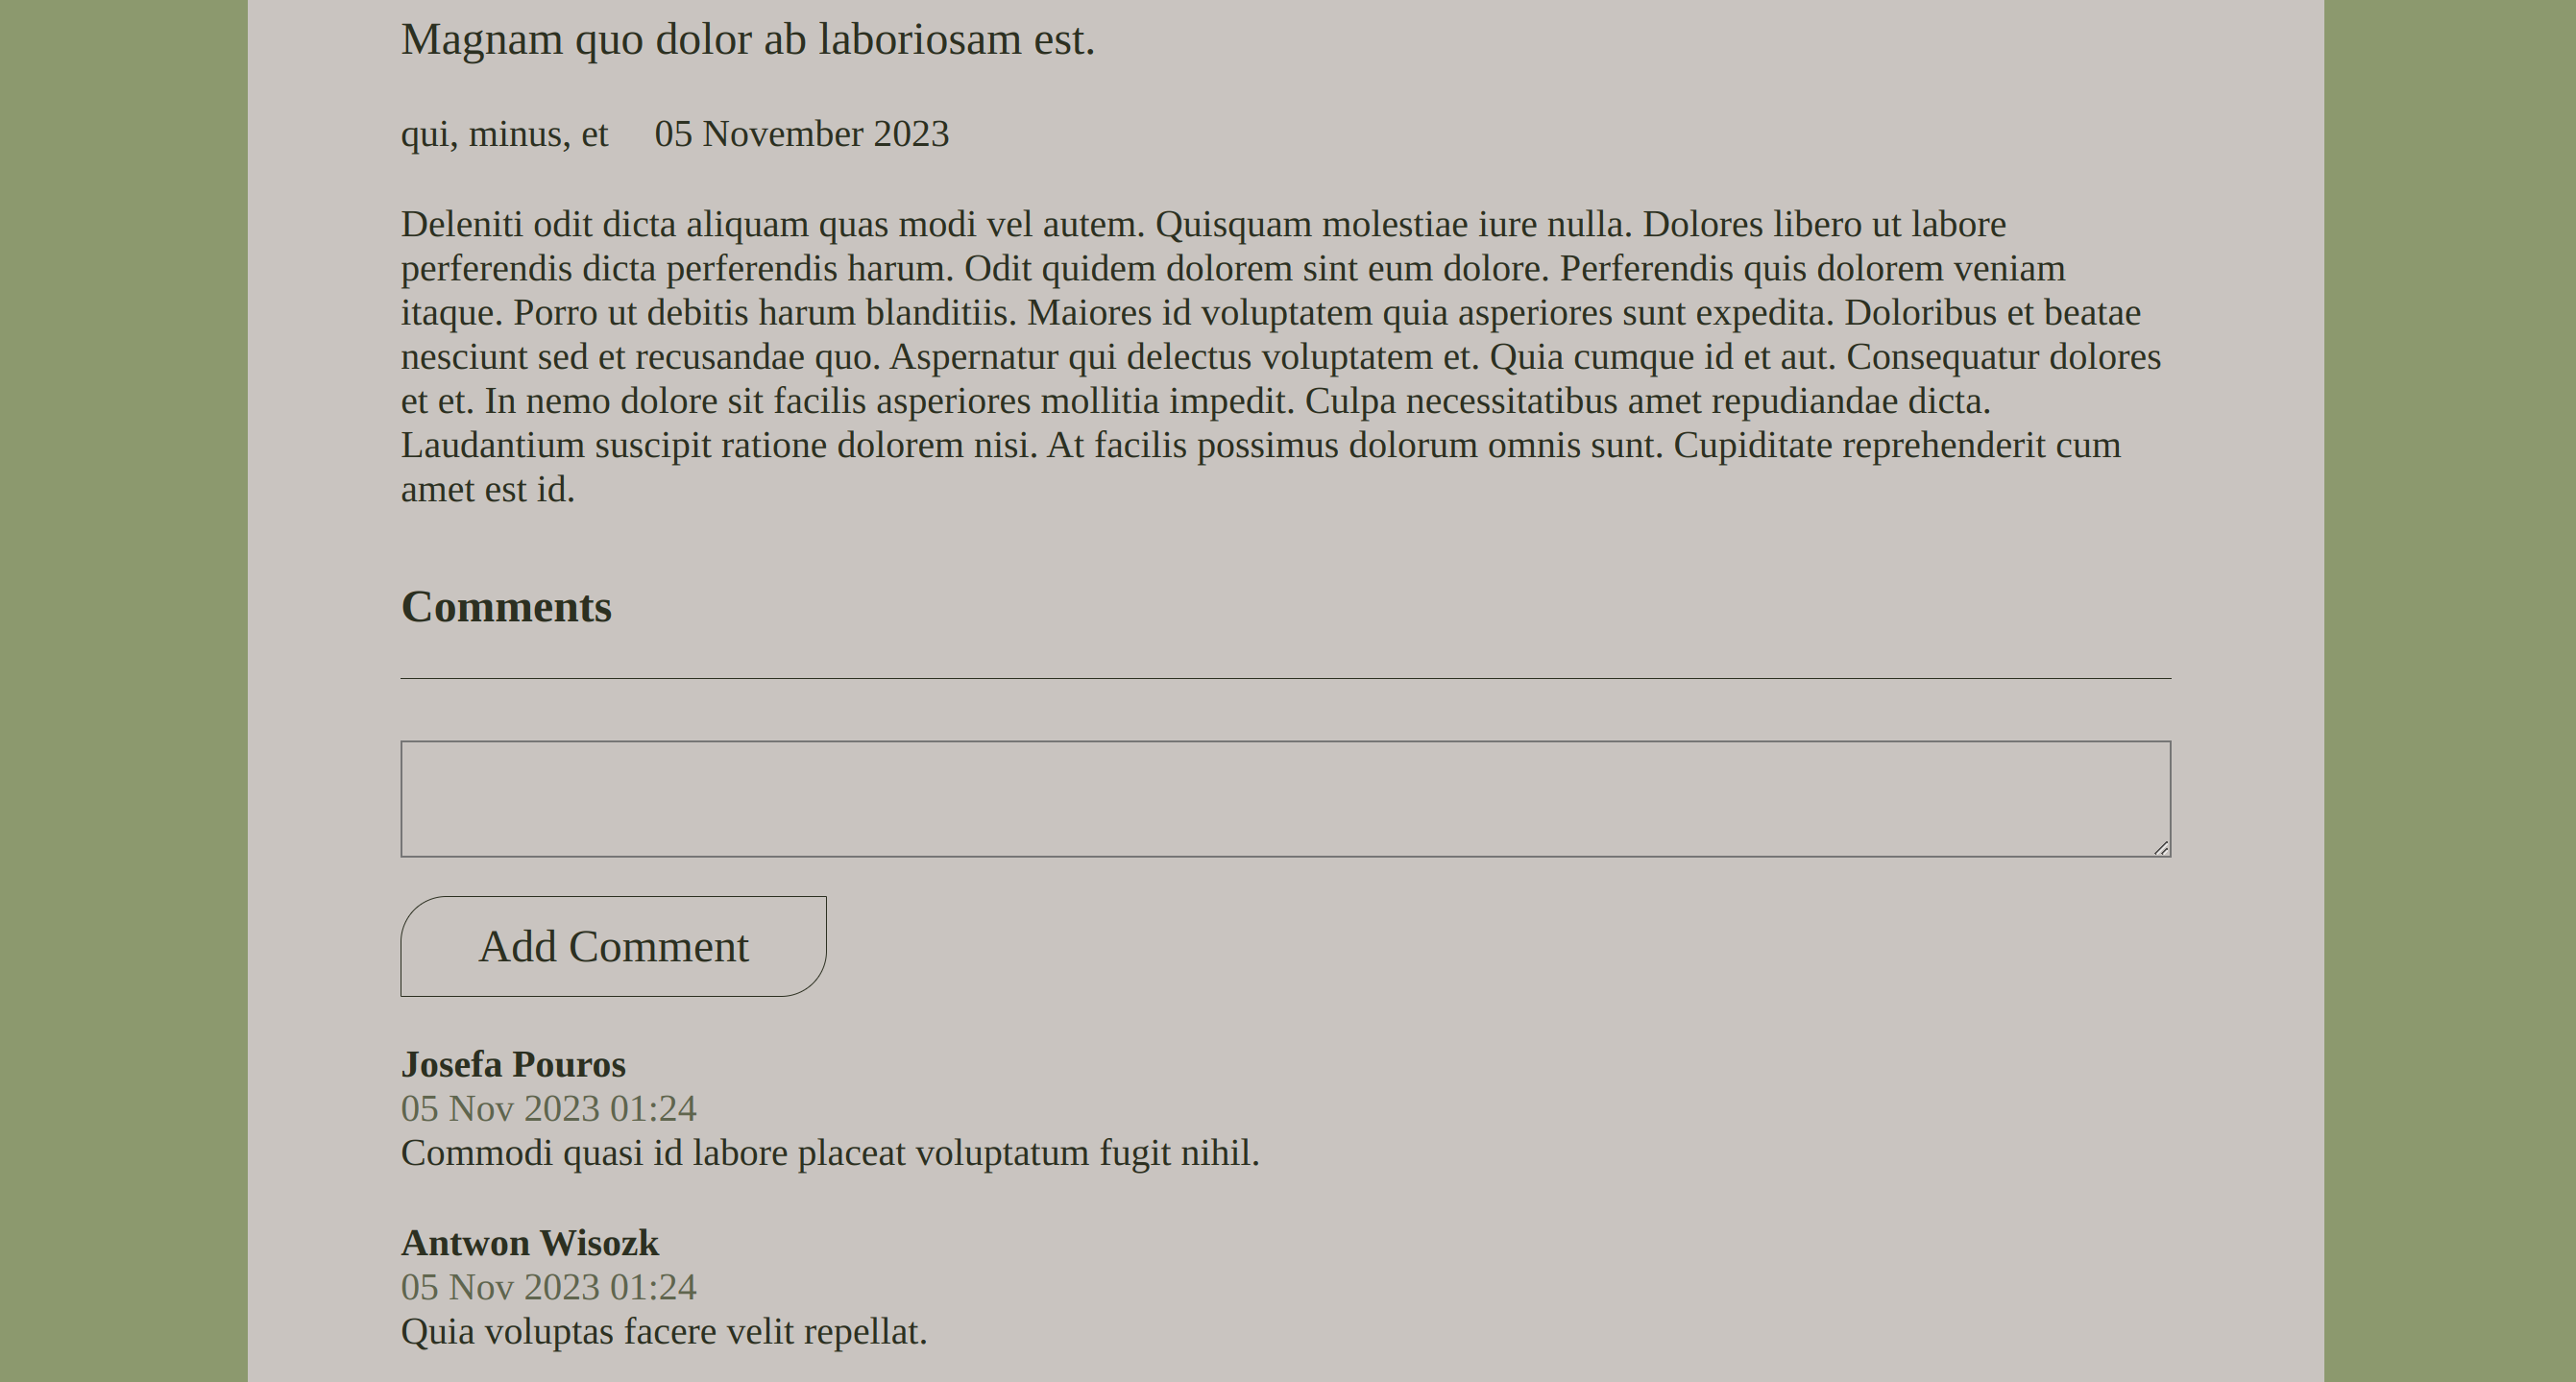 Magnam quo dolor ab laboriosam est.
qui, minus, et 05 November 2023
Deleniti odit dicta aliquam quas modi vel autem. Quisquam molestiae iure nulla. Dolores libero ut labore
perferendis dicta perferendis harum. Odit quidem dolorem sint eum dolore. Perferendis quis dolorem veniam
itaque. Porro ut debitis harum blanditiis. Maiores id voluptatem quia asperiores sunt expedita. Doloribus et beatae
nesciunt sed et recusandae quo. Aspernatur qui delectus voluptatem et. Quia cumque id et aut. Consequatur dolores
et et. In nemo dolore sit facilis asperiores mollitia impedit. Culpa necessitatibus amet repudiandae dicta.
Laudantium suscipit ratione dolorem nisi. At facilis possimus dolorum omnis sunt. Cupiditate reprehenderit cum
amet est id.
Comments
Add Comment
Josefa Pouros
05 Nov 2023 01:24
Commodi quasi id labore placeat voluptatum fugit nihil.
Antwon Wisozk
05 Nov 2023 01:24
Quia voluptas facere velit repellat.